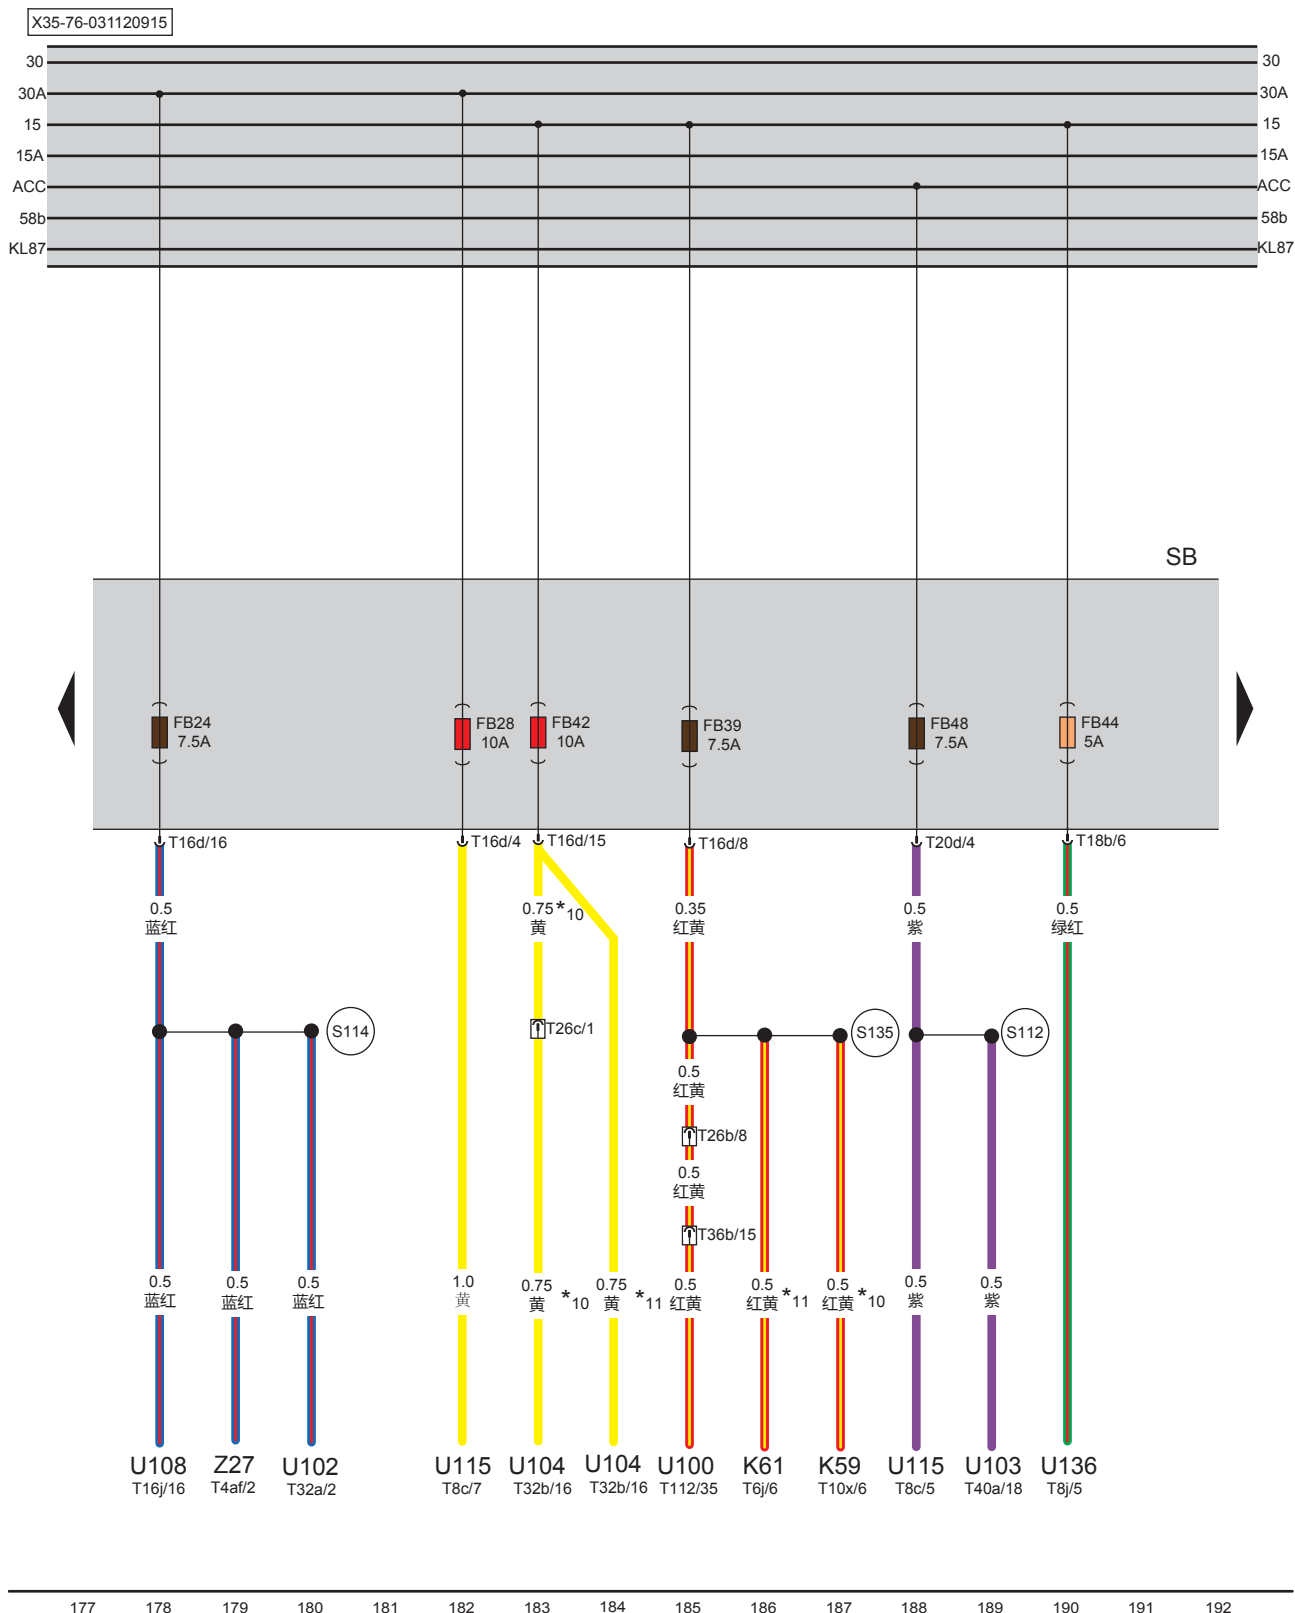 X35-76-031120915
30 30
30A 30A
15 15
15A 15A
ACC ACC
58b 58b
KL87 KL87
SB
FB24 FB28 FB42 FB39 FB48 FB44
7.5A 10A 10A 7.5A 7.5A 5A
T16d/16 T16d/4 T16d/15 T16d/8 T20d/4 T18b/6
0.5 0.75 *10 0.35 0.5 0.5
蓝红 黄 红黄 紫 绿红
S114 T26c/1 S135 S112
0.5
红黄
T26b/8
0.5
红黄
T36b/15
0.5 0.5 0.5 1.0 0.75 0.75 0.5 0.5 0.5 0.5 0.5
蓝红 蓝红 蓝红 黄 黄 *10 黄 *11 红黄 红黄 *11 红黄 *10 紫 紫
U108 Z27 U102 U115 U104 U104 U100 K61 K59 U115 U103 U136
T16j/16 T4af/2 T32a/2 T8c/7 T32b/16 T32b/16 T112/35 T6j/6 T10x/6 T8c/5 T40a/18 T8j/5
177 178 179 180 181 182 183 184 185 186 187 188 189 190 191 192